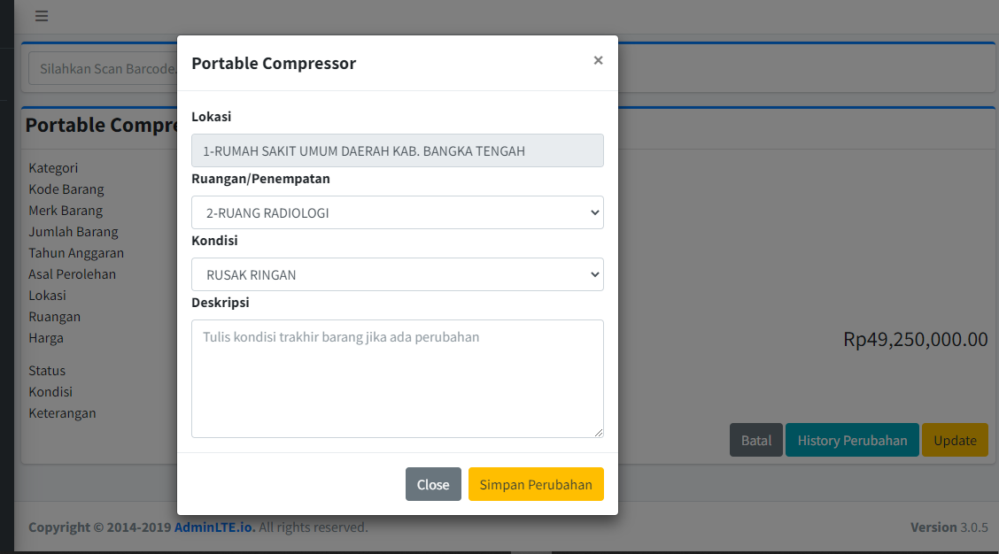 Silahkan Scan Barcode.
Portable Compre
Kategori
Kode Barang
Merk Barang
Jumlah Barang
Tahun Anggaran
Asal Perolehan
Lokasi
Ruangan
Harga
Rp49,250,000.00
Status
Kondisi
Keterangan
Batal
History Perubahan
Update
Portable Compressor
×
Lokasi
1-RUMAH SAKIT UMUM DAERAH KAB. BANGKA TENGAH
Ruangan/Penempatan
2-RUANG RADIOLOGI
Kondisi
RUSAK RINGAN
Deskripsi
Tulis kondisi trakhir barang jika ada perubahan
Close
Simpan Perubahan
Copyright © 2014-2019 AdminLTE.io. All rights reserved.
Version 3.0.5